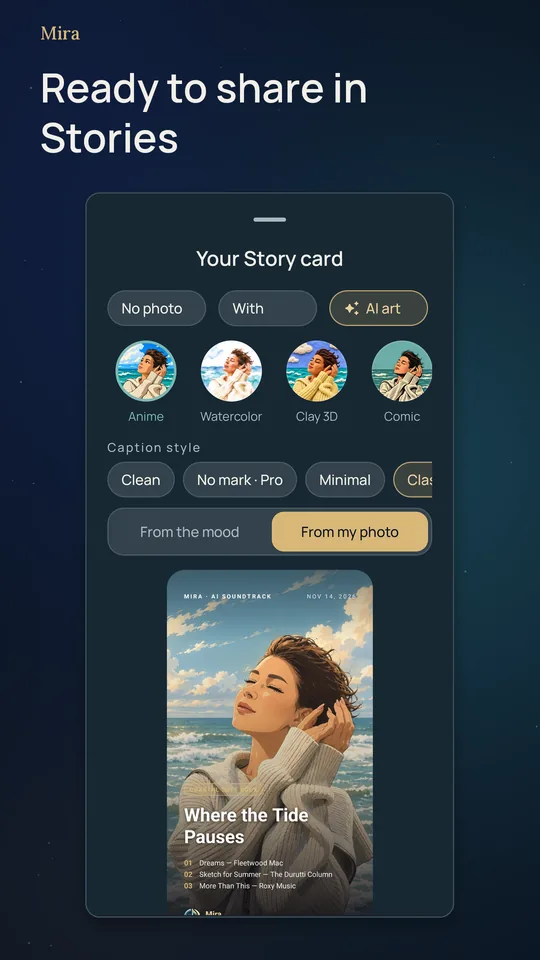 Mira
Ready to share in
Stories
Your Story card
No photo
With
AI art
Anime
Watercolor
Clay 3D
Comic
Caption style
Clean
No mark · Pro
Minimal
Clas
From the mood
From my photo
MIRA · AI SOUNDTRACK
NOV 14, 202
Where the Tide
Pauses
01 Dreams — Fleetwood Mac
02 Sketch for Summer — The Durutti Column
03 More Than This — Roxy Music
Mira